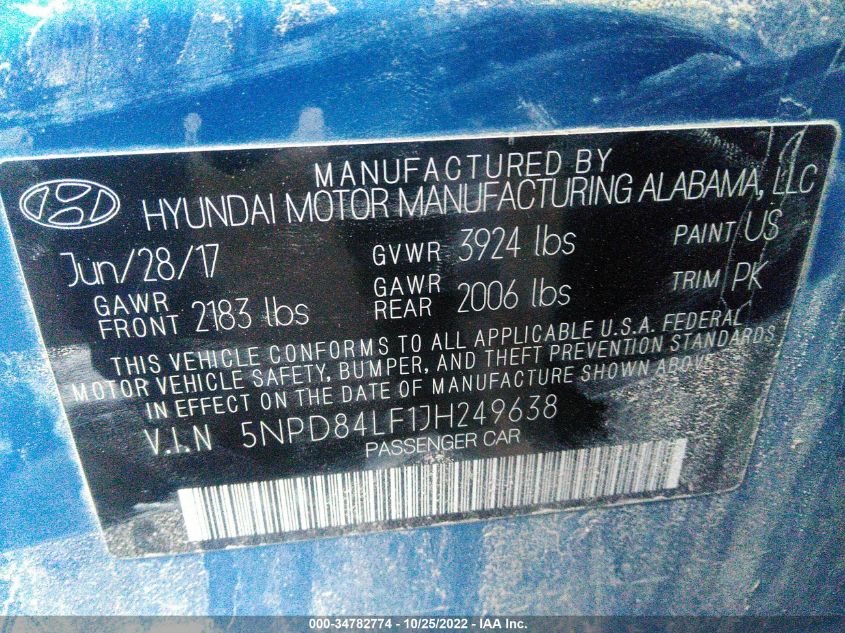 MANUFACTURED BY
HYUNDAI MOTOR MANUFACTURING ALABAMA, LLC
Jun/28/17 GVWR 3924 lbs PAINT US
GAWR FRONT 2183 lbs GAWR REAR 2006 lbs TRIM PK
THIS VEHICLE CONFORMS TO ALL APPLICABLE U.S.A. FEDERAL
MOTOR VEHICLE SAFETY, BUMPER, AND THEFT PREVENTION STANDARDS
IN EFFECT ON THE DATE OF MANUFACTURE SHOWN ABOVE.
V.I.N 5NPD84LF1JH249638
PASSENGER CAR
000-34782774 - 10/25/2022 - IAA Inc.